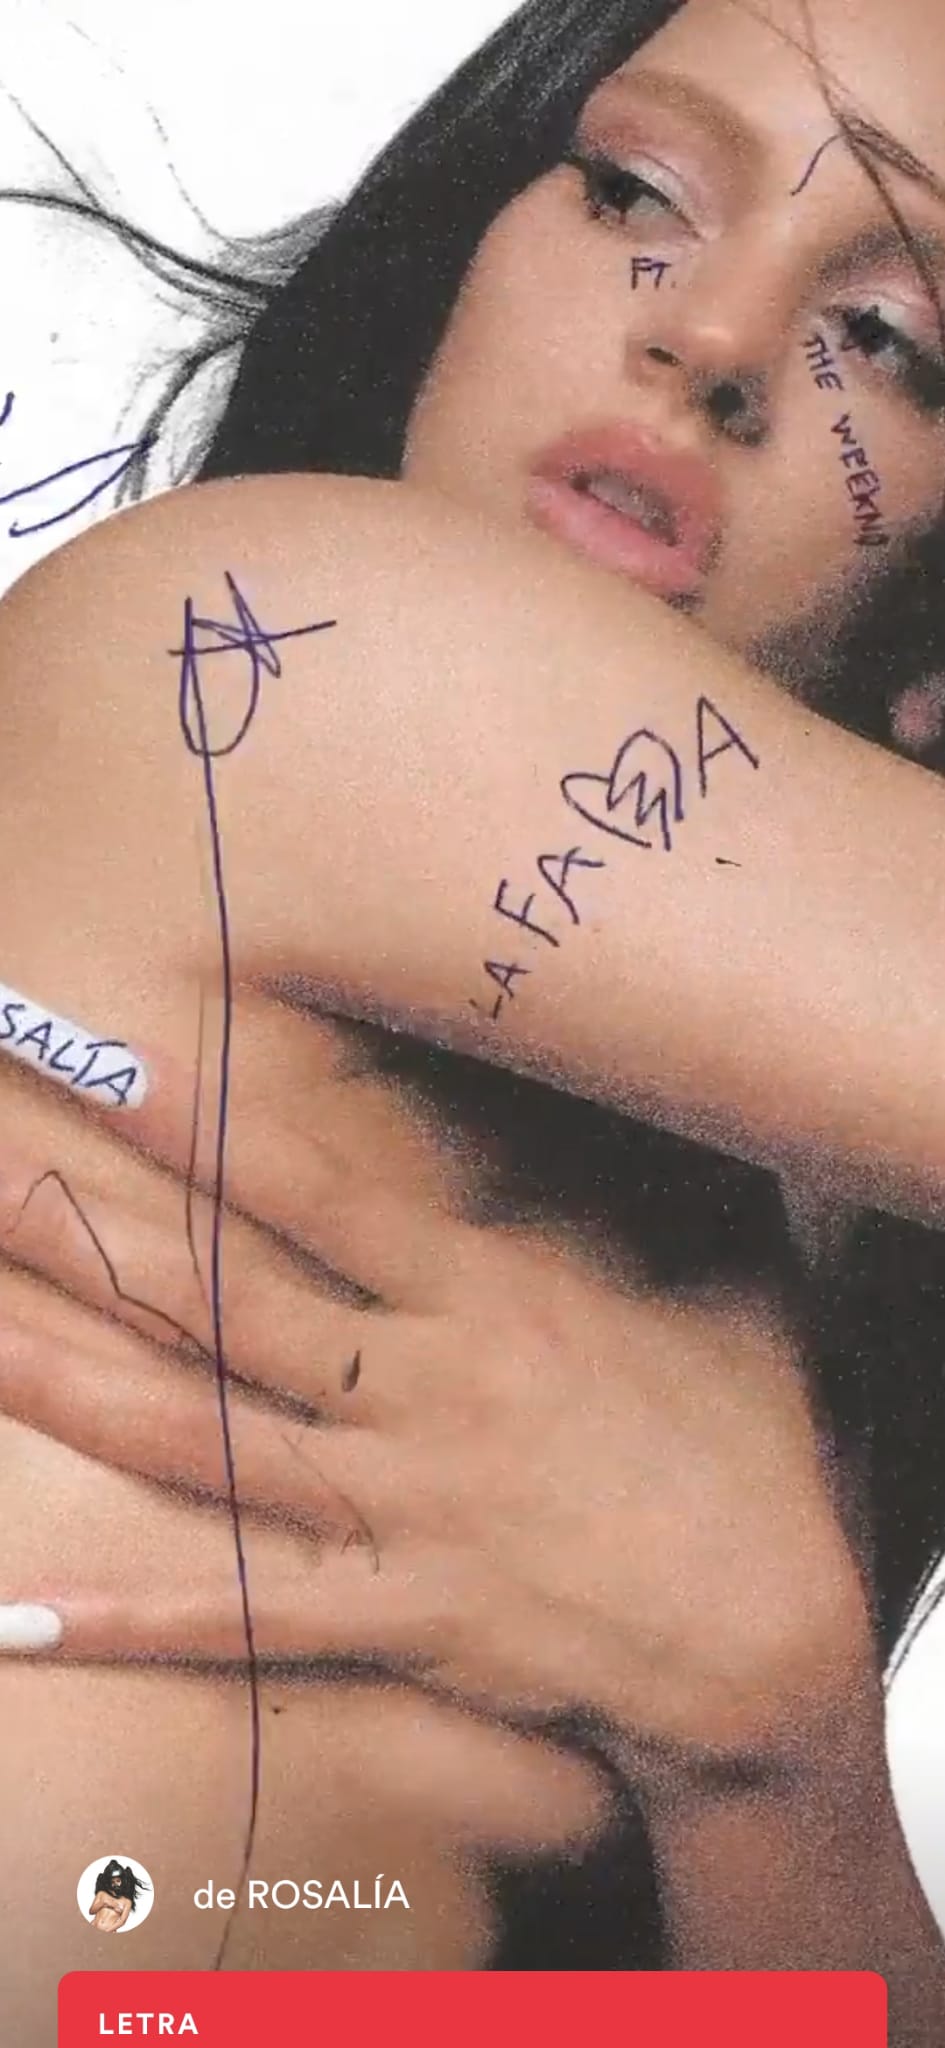 FT.
THE WEEKND
LA FAMA
SALÍA
de ROSALÍA
LETRA